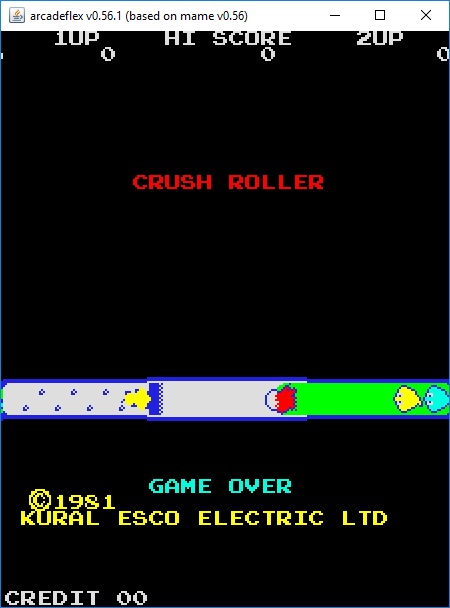 arcadeflex v0.56.1 (based on mame v0.56)
1UP HI SCORE 2UP
0 0 0
CRUSH ROLLER
GAME OVER
©1981
KURAL ESCO ELECTRIC LTD
CREDIT 00